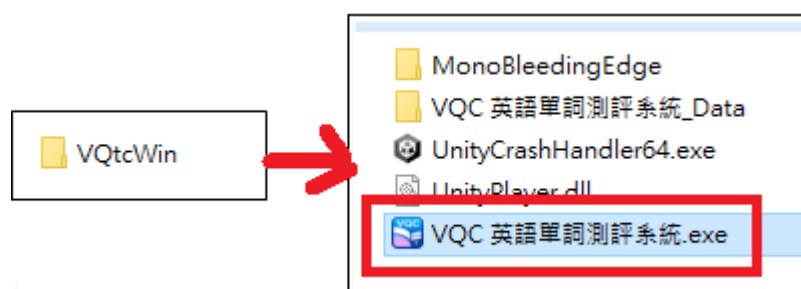 VQtcWin
MonoBleedingEdge
VQC 英語單詞測評系統_Data
UnityCrashHandler64.exe
UnityPlayer.dll
VQC 英語單詞測評系統.exe